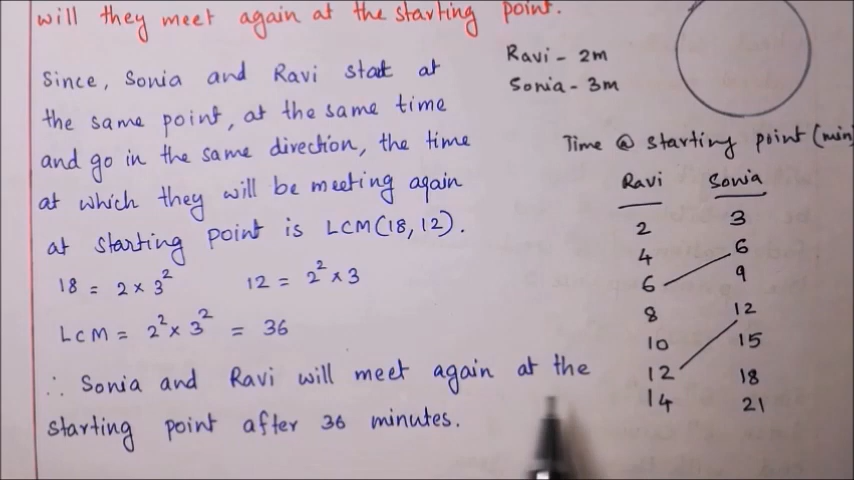 will they meet again at the starting point.
Since, Sonia and Ravi start at
the same point, at the same time
and go in the same direction, the time
at which they will be meeting again
at starting point is LCM(18, 12).
18 = 2 × 3²
12 = 2² × 3
LCM = 2² × 3² = 36
∴ Sonia and Ravi will meet again at the
starting point after 36 minutes.
Ravi - 2m
Sonia - 3m
Time @ starting point (min)
Ravi Sonia
2 3
4 6
6 9
8 12
10 15
12 18
14 21